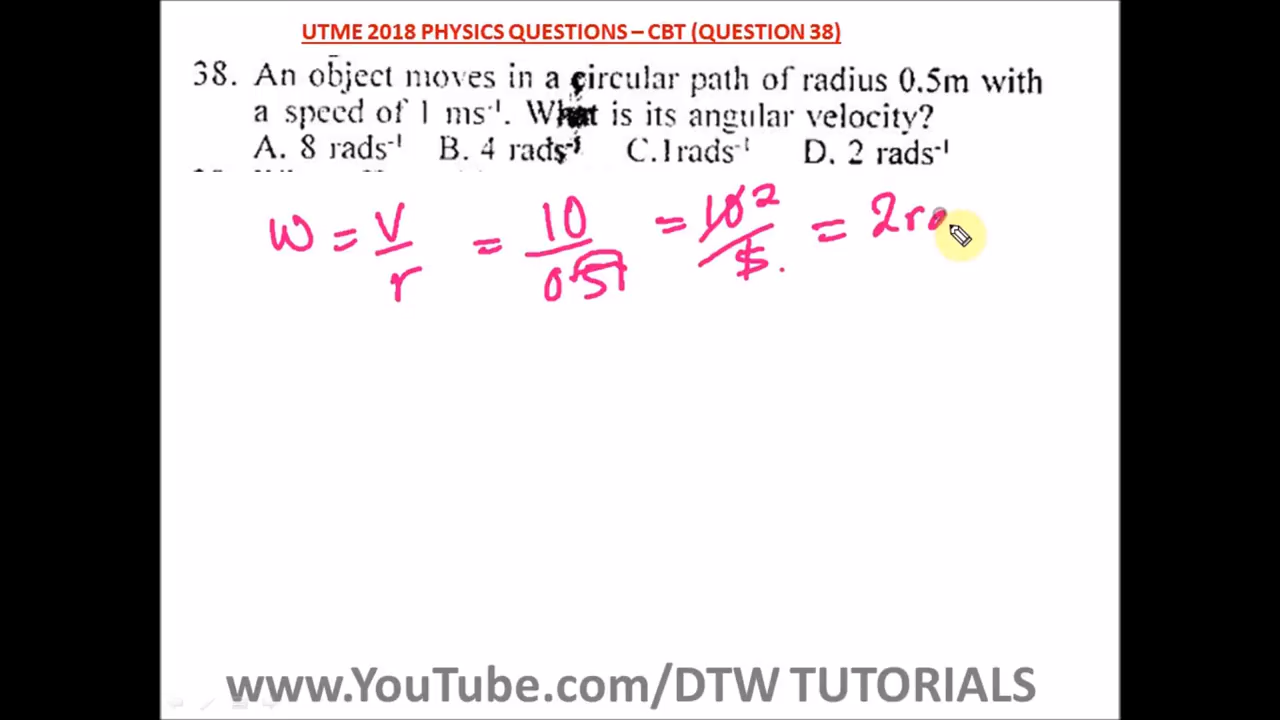 UTME 2018 PHYSICS QUESTIONS – CBT (QUESTION 38)
38. An object moves in a circular path of radius 0.5m with
a speed of 1 ms⁻¹. What is its angular velocity?
A. 8 rads⁻¹ B. 4 rads⁻¹ C.1rads⁻¹ D. 2 rads⁻¹
w = v/r = 10/05 = 10 2/5 = 2ra
www.YouTube.com/DTW TUTORIALS